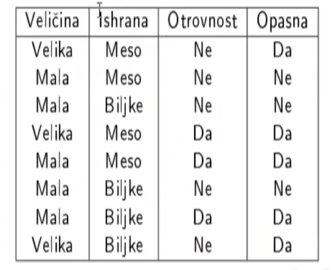 Veličina Ishrana Otrovnost Opasna
Velika Meso Ne Da
Mala Meso Ne Ne
Mala Biljke Ne Ne
Velika Meso Da Da
Mala Meso Da Da
Mala Biljke Ne Ne
Mala Biljke Da Da
Velika Biljke Ne Da